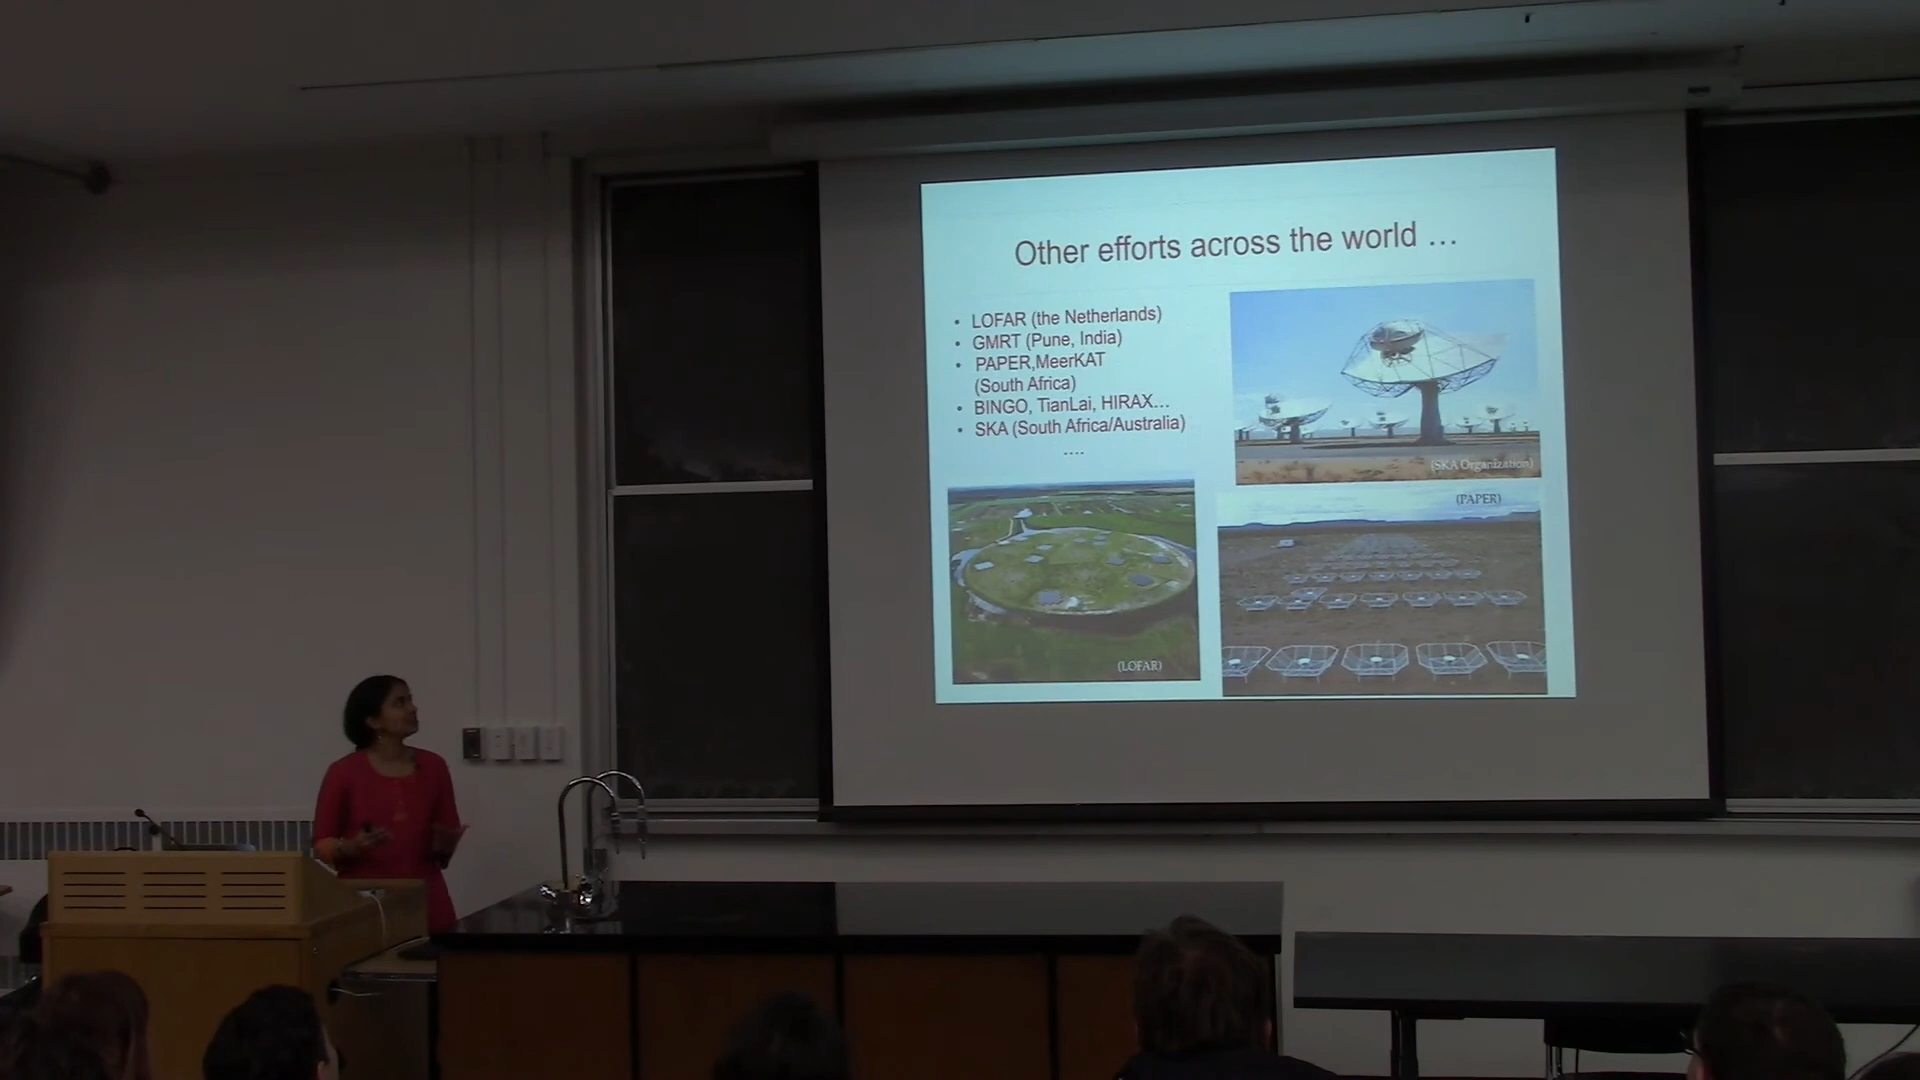 Other efforts across the world ...
• LOFAR (the Netherlands)
• GMRT (Pune, India)
• PAPER,MeerKAT
(South Africa)
• BINGO, TianLai, HIRAX...
• SKA (South Africa/Australia)
....
(SKA Organization)
(PAPER)
(LOFAR)